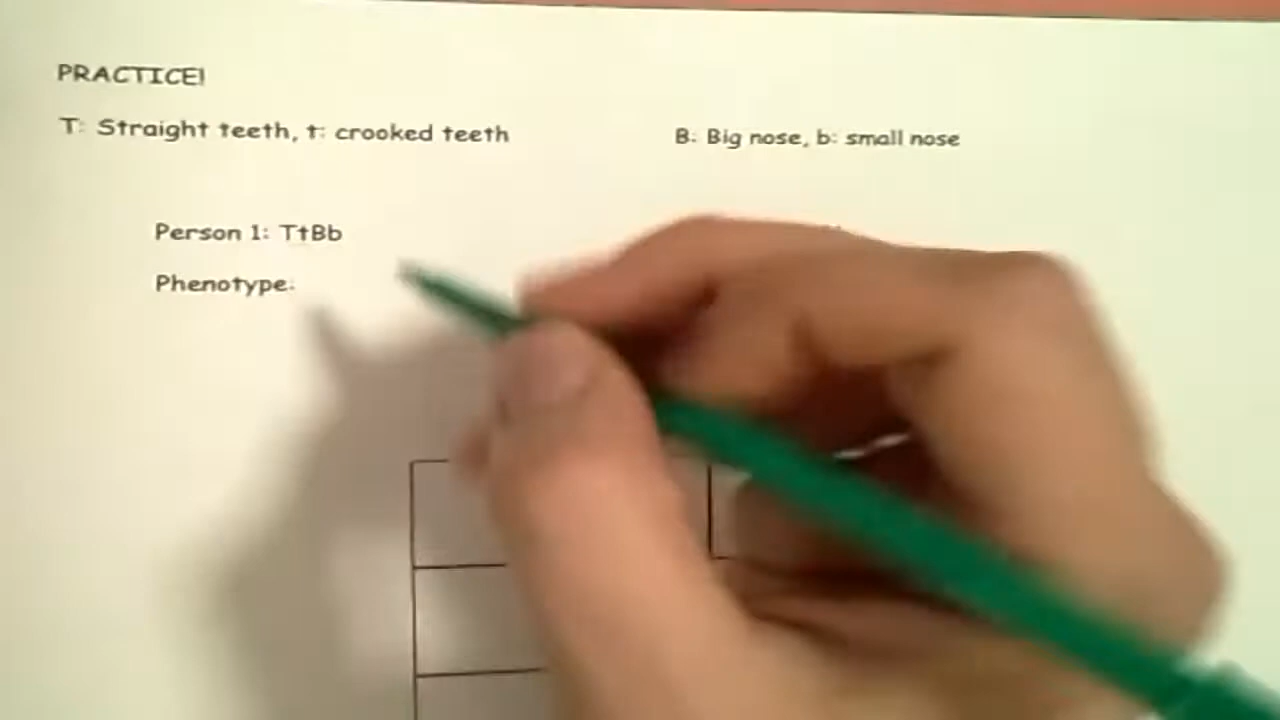 PRACTICE!
T: Straight teeth, t: crooked teeth B: Big nose, b: small nose
Person 1: TtBb
Phenotype: